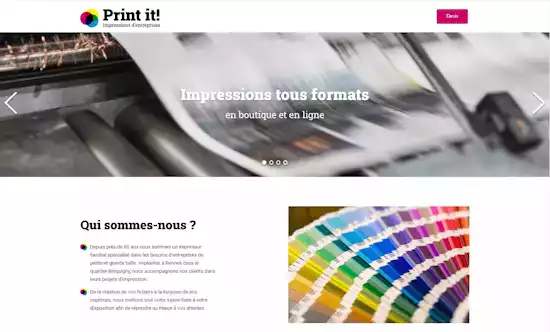 Print it!
Impressions d'entreprises
Devis
Impressions tous formats
en boutique et en ligne
Qui sommes-nous ?
Depuis près de 60 ans nous sommes un imprimeur
familial spécialisé dans les besoins d'entreprises de
petite et grande taille. Implantés à Rennes dans le
quartier Bréquigny, nous accompagnons nos clients dans
leurs projets d'impression.
De la création de vos fichiers à la livraison de vos
imprimés, nous mettons tout notre savoir-faire à votre
disposition afin de répondre au mieux à vos attentes